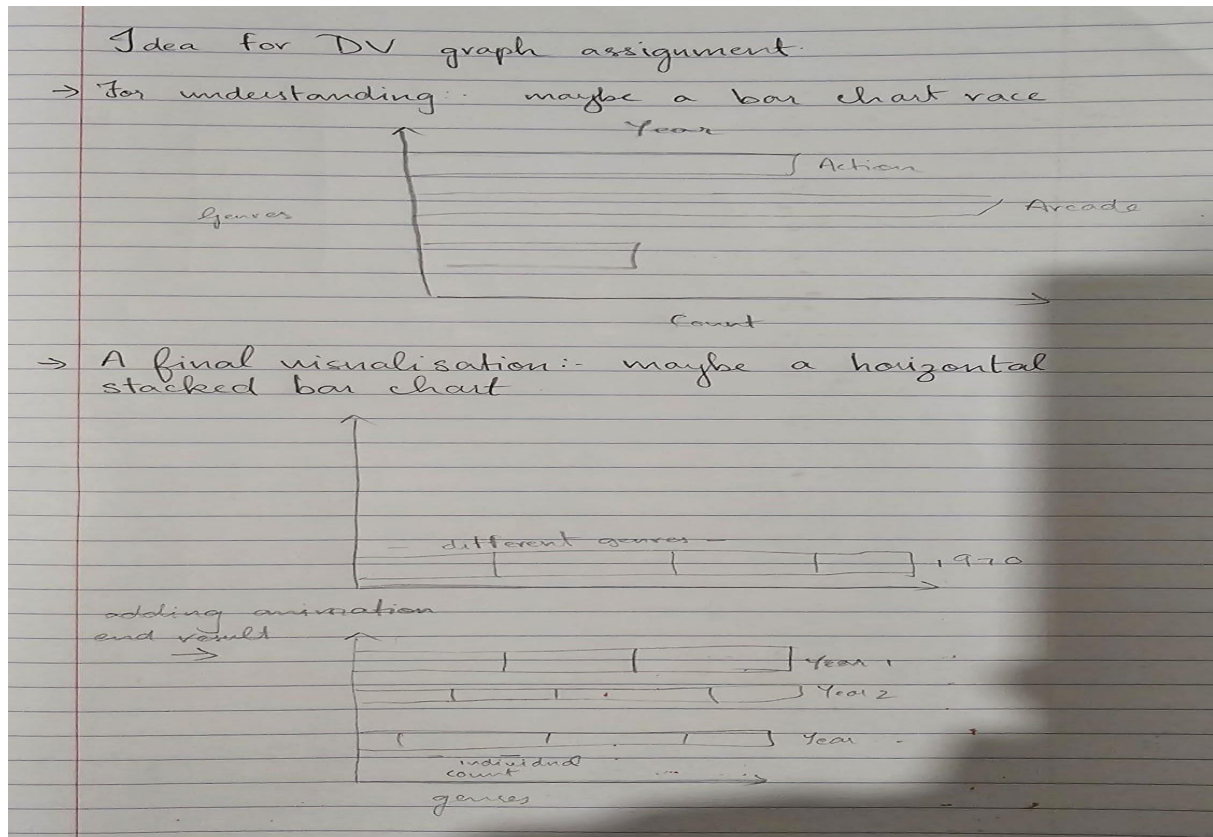 Idea for DV graph assignment.
→ For understanding :- maybe a bar chart race
Year
Action
Genres
Arcade
Count
→ A final visualisation:- maybe a horizontal
stacked bar chart
- different genres -
1970
adding animation
end result
→
Year 1
Year 2
Year -
individual
count
genres